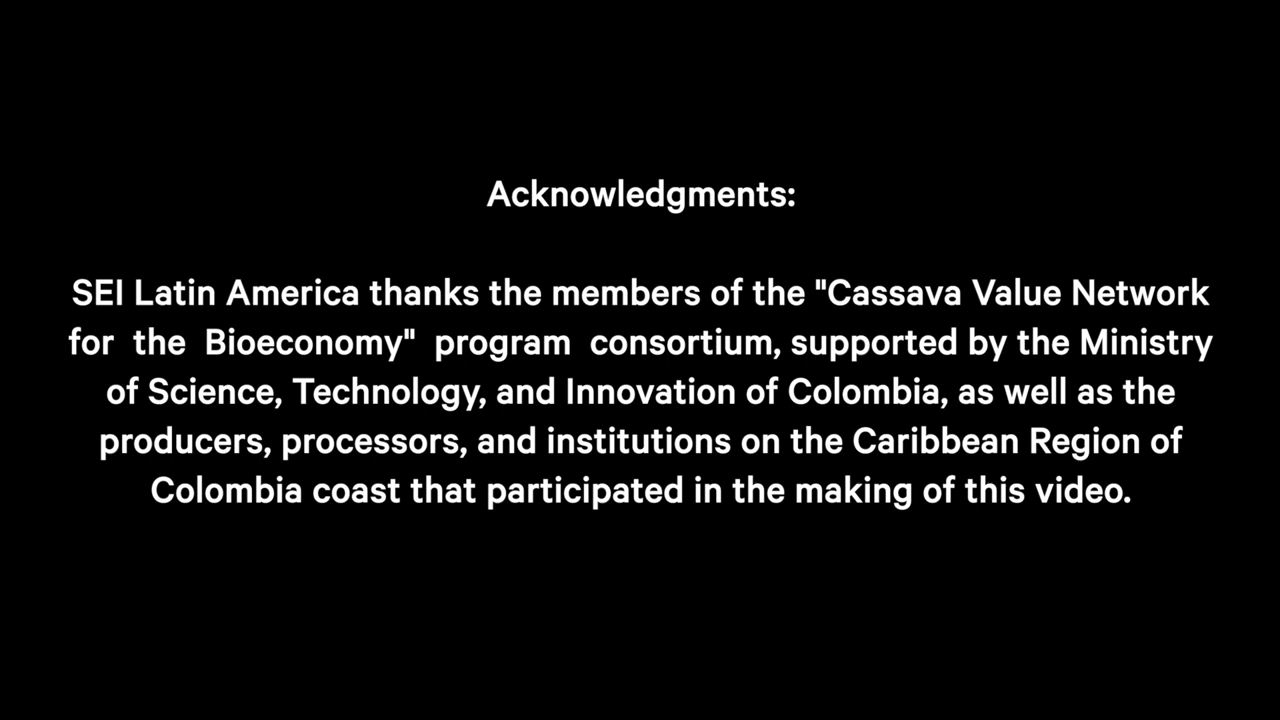 Acknowledgments:
SEI Latin America thanks the members of the "Cassava Value Network
for the Bioeconomy" program consortium, supported by the Ministry
of Science, Technology, and Innovation of Colombia, as well as the
producers, processors, and institutions on the Caribbean Region of
Colombia coast that participated in the making of this video.